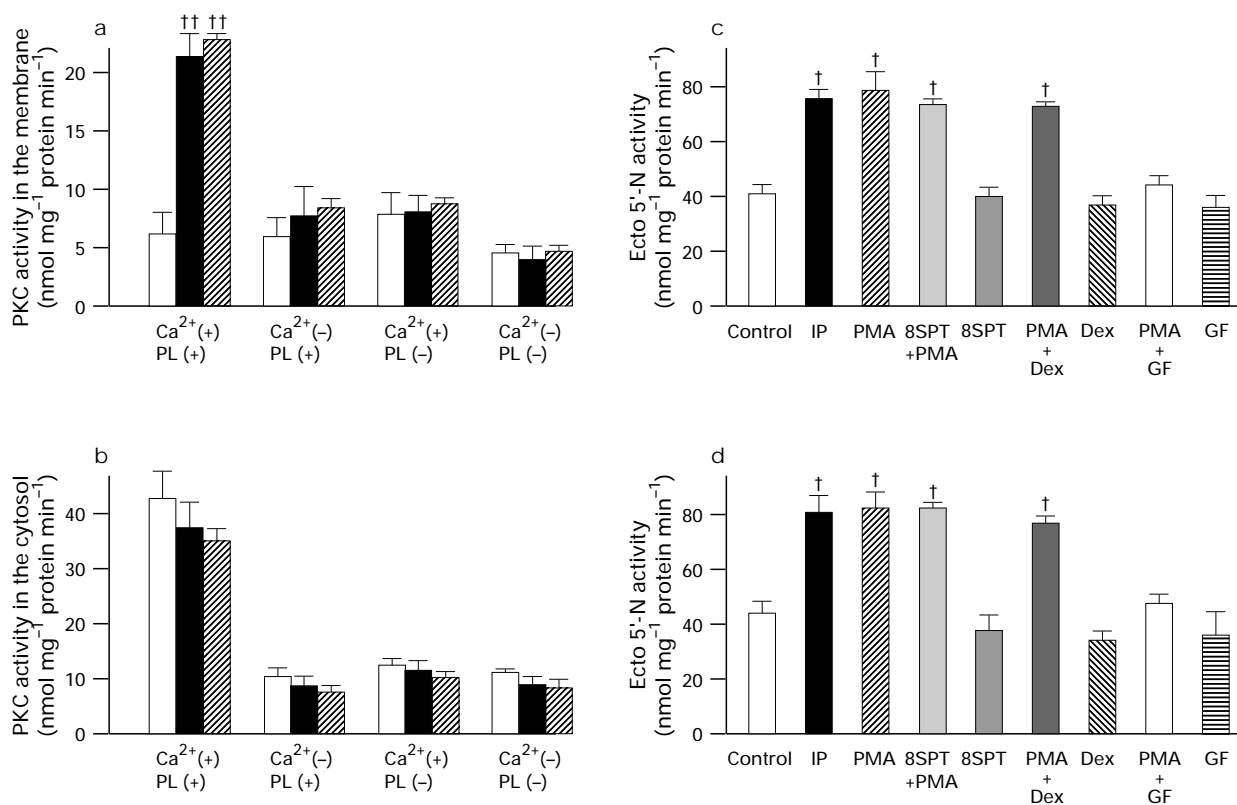 a
PKC activity in the membrane
(nmol mg⁻¹ protein min⁻¹)
20
15
10
5
0
†† ††
Ca²⁺(+)
PL (+)
Ca²⁺(–)
PL (+)
Ca²⁺(+)
PL (–)
Ca²⁺(–)
PL (–)
c
Ecto 5'-N activity
(nmol mg⁻¹ protein min⁻¹)
80
60
40
20
0
† † † †
Control
IP
PMA
8SPT
+PMA
8SPT
PMA
+
Dex
Dex
PMA
+
GF
GF
b
PKC activity in the cytosol
(nmol mg⁻¹ protein min⁻¹)
40
30
20
10
0
Ca²⁺(+)
PL (+)
Ca²⁺(–)
PL (+)
Ca²⁺(+)
PL (–)
Ca²⁺(–)
PL (–)
d
Ecto 5'-N activity
(nmol mg⁻¹ protein min⁻¹)
80
60
40
20
0
† † † †
Control
IP
PMA
8SPT
+PMA
8SPT
PMA
+
Dex
Dex
PMA
+
GF
GF